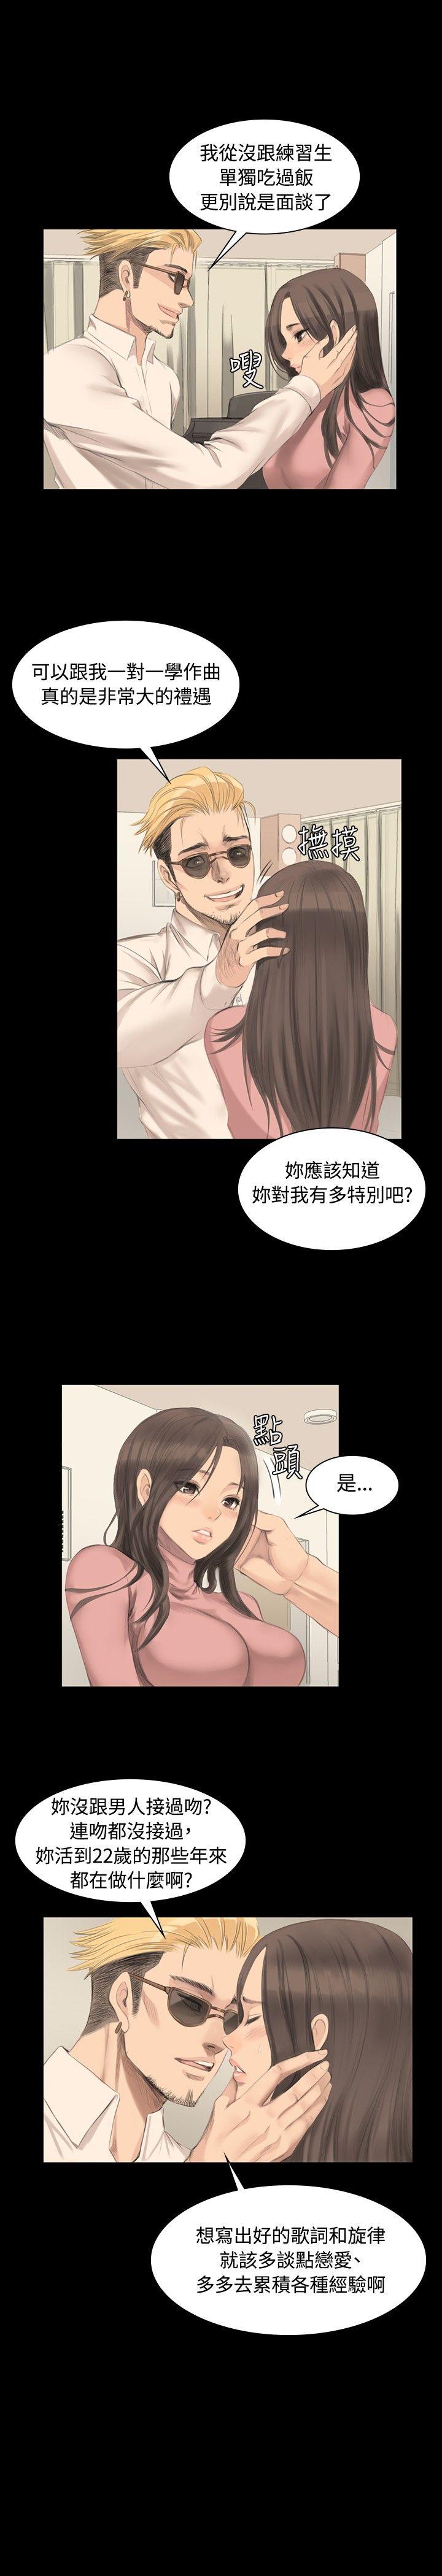 我從沒跟練習生
單獨吃過飯
更別說是面談了
嗖
可以跟我一對一學作曲
真的是非常大的禮遇
撫摸
妳應該知道
妳對我有多特別吧?
點頭
是...
妳沒跟男人接過吻?
連吻都沒接過,
妳活到22歲的那些年來
都在做什麼啊?
想寫出好的歌詞和旋律
就該多談點戀愛、
多多去累積各種經驗啊